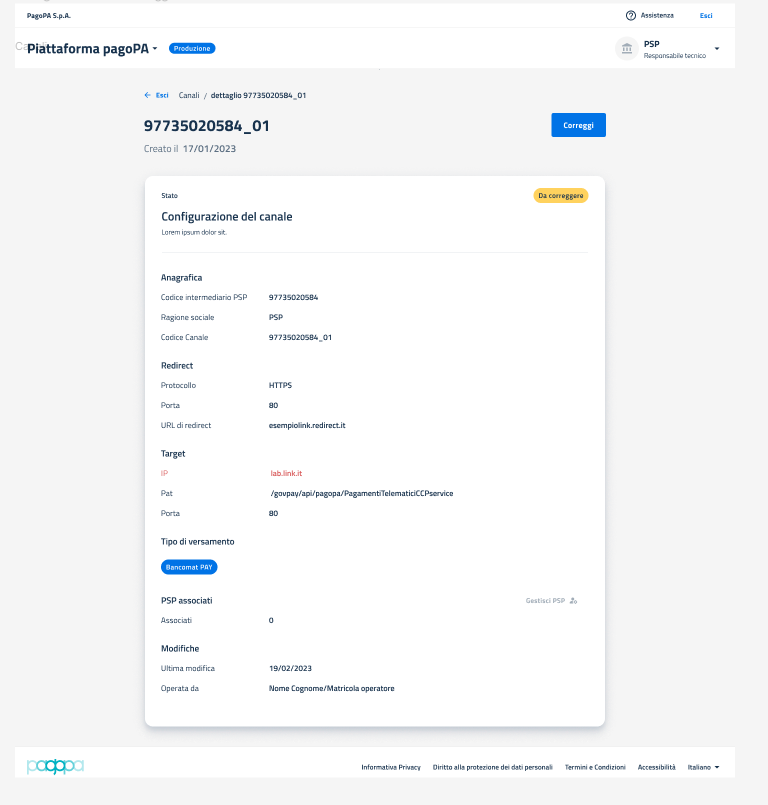 PagoPA S.p.A.
Assistenza
Esci
Piattaforma pagoPA
Produzione
PSP
Responsabile tecnico
Esci
Canali / dettaglio 97735020584_01
97735020584_01
Correggi
Creato il 17/01/2023
Stato
Da correggere
Configurazione del canale
Lorem ipsum dolor sit.
Anagrafica
Codice intermediario PSP 97735020584
Ragione sociale PSP
Codice Canale 97735020584_01
Redirect
Protocollo HTTPS
Porta 80
URL di redirect esempiolink.redirect.it
Target
IP lab.link.it
Pat /govpay/api/pagopa/PagamentiTelematiciCCPservice
Porta 80
Tipo di versamento
Bancomat PAY
PSP associati
Gestisci PSP
Associati 0
Modifiche
Ultima modifica 19/02/2023
Operata da Nome Cognome/Matricola operatore
pagopa
Informativa Privacy Diritto alla protezione dei dati personali Termini e Condizioni Accessibilità Italiano